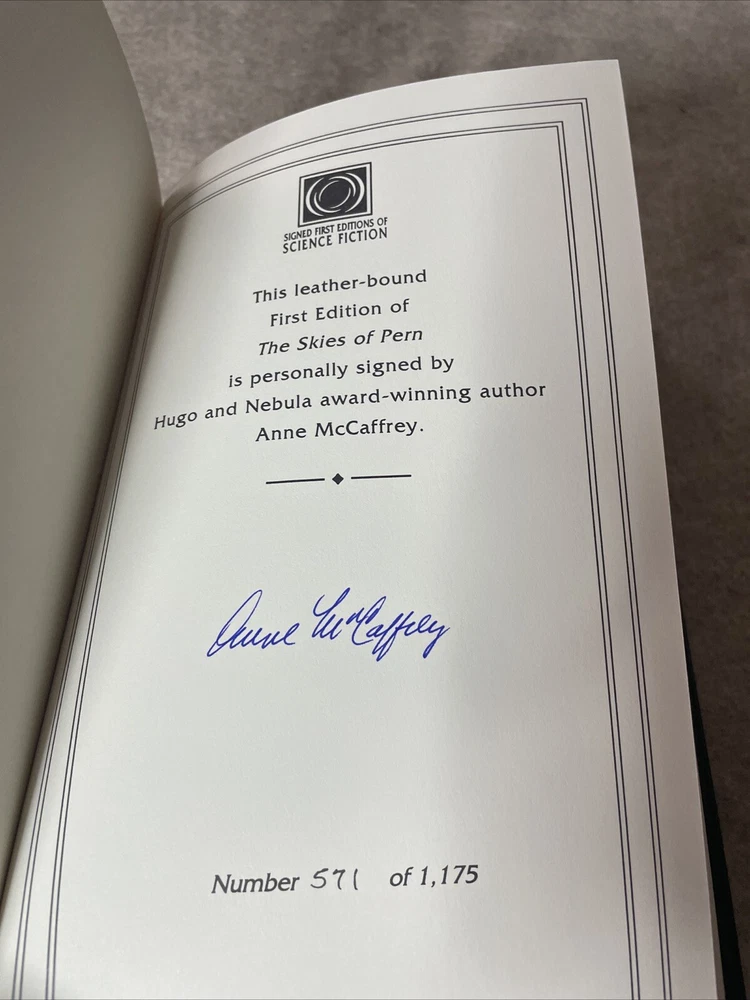 SIGNED FIRST EDITIONS OF
SCIENCE FICTION
This leather-bound
First Edition of
The Skies of Pern
is personally signed by
Hugo and Nebula award-winning author
Anne McCaffrey.
Anne McCaffrey
Number 571 of 1,175